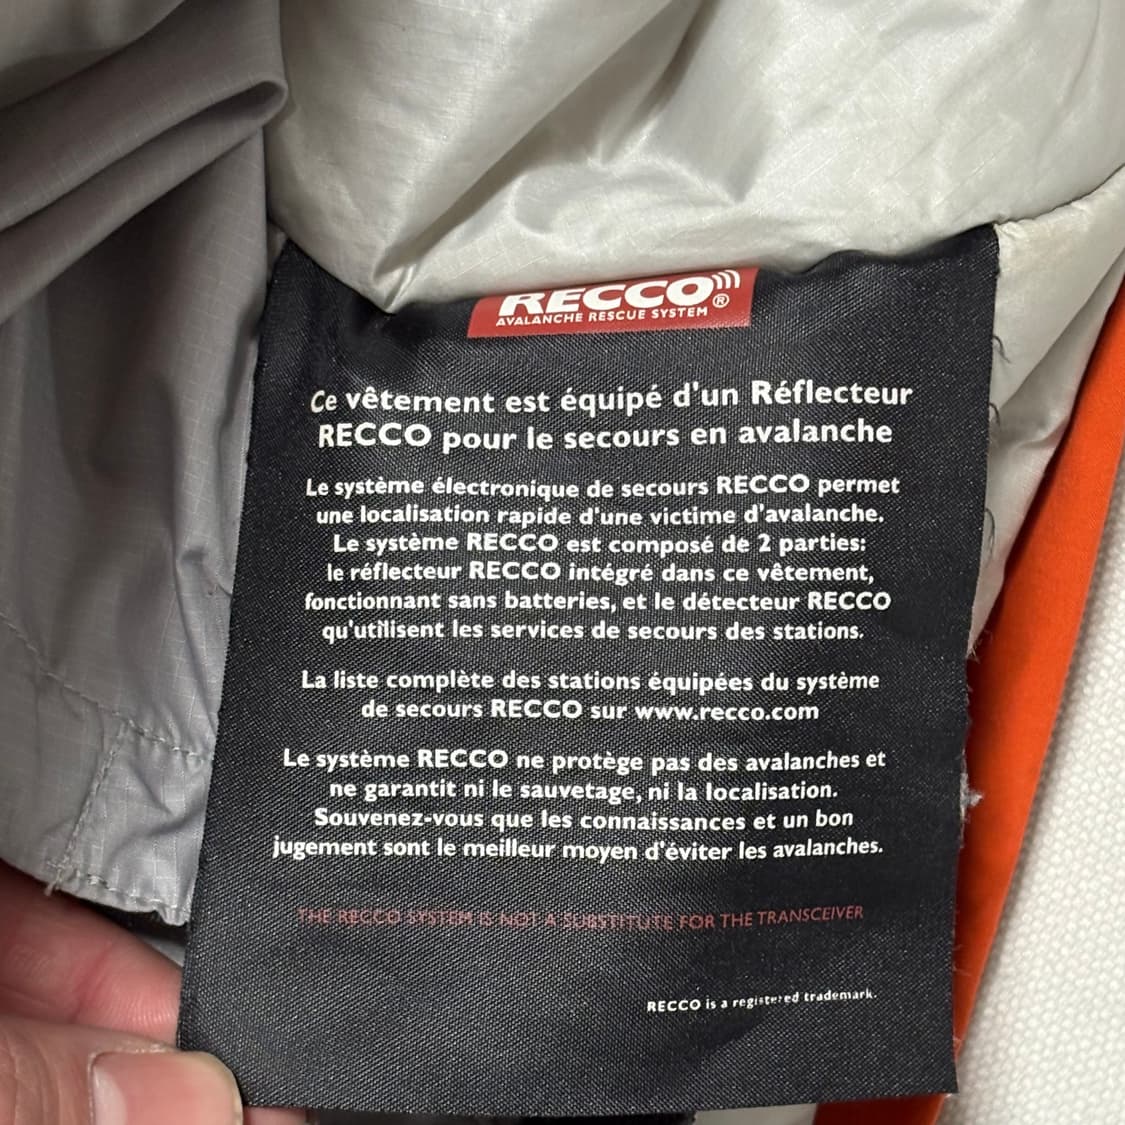 RECCO®
AVALANCHE RESCUE SYSTEM
Ce vêtement est équipé d'un Réflecteur
RECCO pour le secours en avalanche
Le système électronique de secours RECCO permet
une localisation rapide d'une victime d'avalanche.
Le système RECCO est composé de 2 parties:
le réflecteur RECCO intégré dans ce vêtement,
fonctionnant sans batteries, et le détecteur RECCO
qu'utilisent les services de secours des stations.
La liste complète des stations équipées du système
de secours RECCO sur www.recco.com
Le système RECCO ne protège pas des avalanches et
ne garantit ni le sauvetage, ni la localisation.
Souvenez-vous que les connaissances et un bon
jugement sont le meilleur moyen d'éviter les avalanches.
THE RECCO SYSTEM IS NOT A SUBSTITUTE FOR THE TRANSCEIVER
RECCO is a registered trademark.